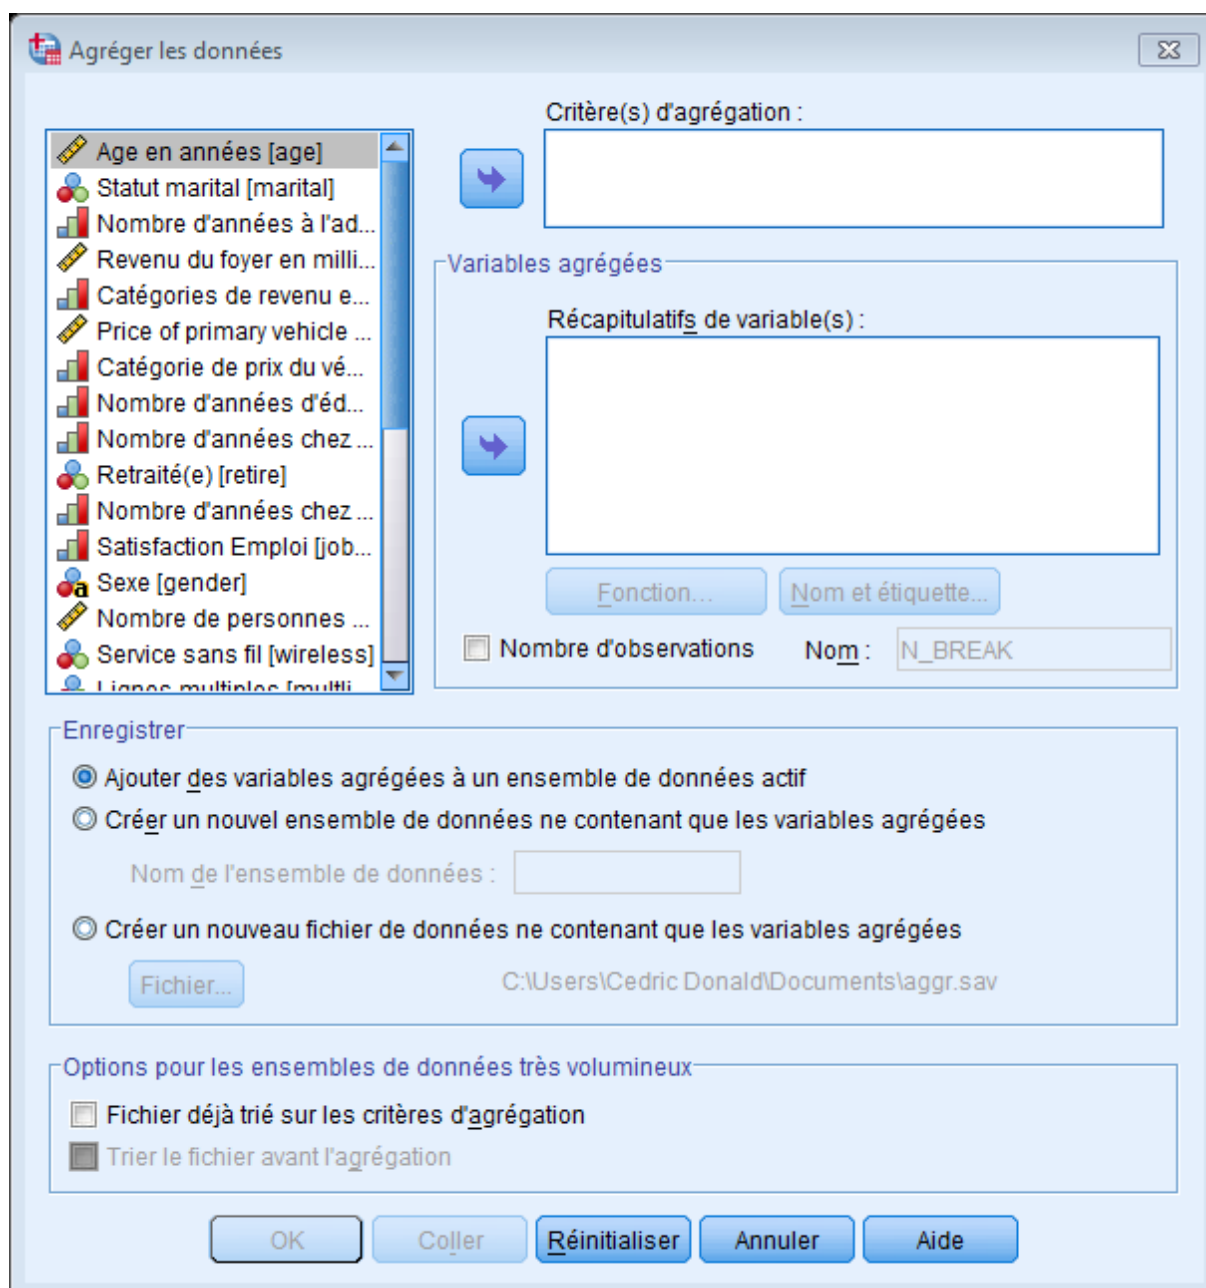 Agréger les données
Critère(s) d'agrégation :
Age en années [age]
Statut marital [marital]
Nombre d'années à l'ad...
Revenu du foyer en milli...
Catégories de revenu e...
Price of primary vehicle ...
Catégorie de prix du vé...
Nombre d'années d'éd...
Nombre d'années chez ...
Retraité(e) [retire]
Nombre d'années chez ...
Satisfaction Emploi [job...
Sexe [gender]
Nombre de personnes ...
Service sans fil [wireless]
Lignes multiples [multli...
Variables agrégées
Récapitulatifs de variable(s) :
Fonction... Nom et étiquette...
Nombre d'observations Nom : N_BREAK
Enregistrer
Ajouter des variables agrégées à un ensemble de données actif
Créer un nouvel ensemble de données ne contenant que les variables agrégées
Nom de l'ensemble de données :
Créer un nouveau fichier de données ne contenant que les variables agrégées
Fichier... C:\Users\Cedric Donald\Documents\aggr.sav
Options pour les ensembles de données très volumineux
Fichier déjà trié sur les critères d'agrégation
Trier le fichier avant l'agrégation
OK Coller Réinitialiser Annuler Aide